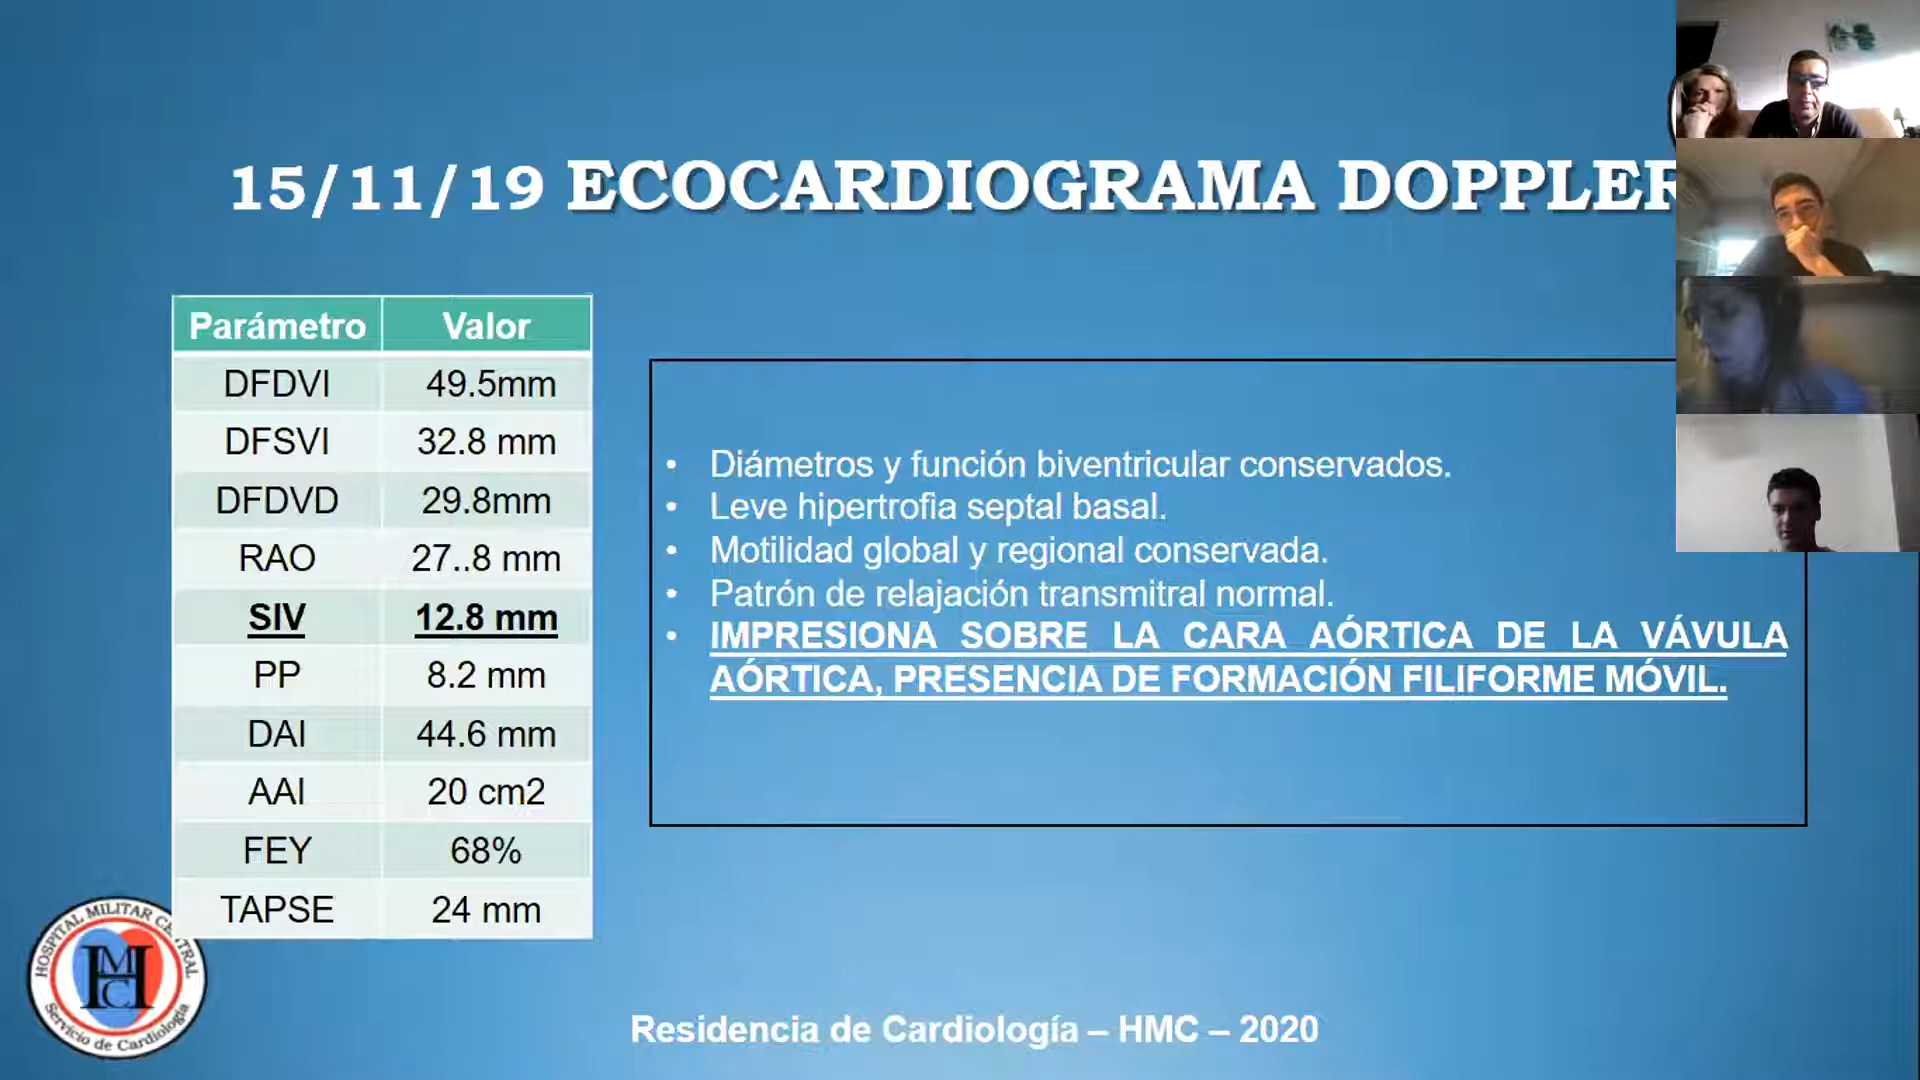 15/11/19 ECOCARDIOGRAMA DOPPLER
Parámetro Valor
DFDVI 49.5mm
DFSVI 32.8 mm
DFDVD 29.8mm
RAO 27..8 mm
SIV 12.8 mm
PP 8.2 mm
DAI 44.6 mm
AAI 20 cm2
FEY 68%
TAPSE 24 mm
• Diámetros y función biventricular conservados.
• Leve hipertrofia septal basal.
• Motilidad global y regional conservada.
• Patrón de relajación transmitral normal.
• IMPRESIONA SOBRE LA CARA AÓRTICA DE LA VÁVULA
AÓRTICA, PRESENCIA DE FORMACIÓN FILIFORME MÓVIL.
HOSPITAL MILITAR CENTRAL
HMC
Servicio de Cardiología
Residencia de Cardiología – HMC – 2020